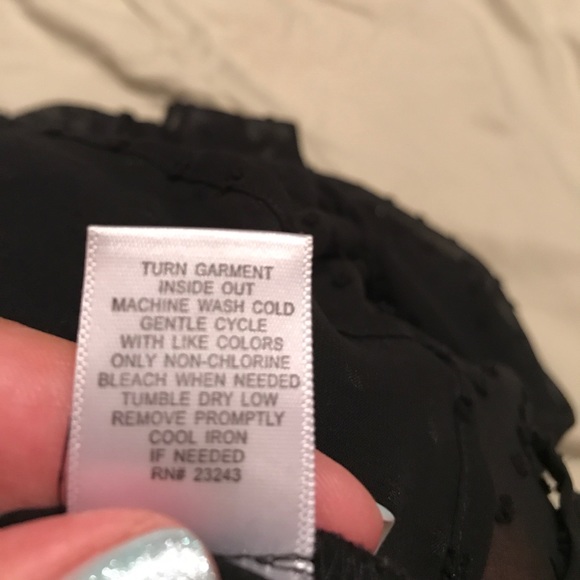 TURN GARMENT
INSIDE OUT
MACHINE WASH COLD
GENTLE CYCLE
WITH LIKE COLORS
ONLY NON-CHLORINE
BLEACH WHEN NEEDED
TUMBLE DRY LOW
REMOVE PROMPTLY
COOL IRON
IF NEEDED
RN# 23243